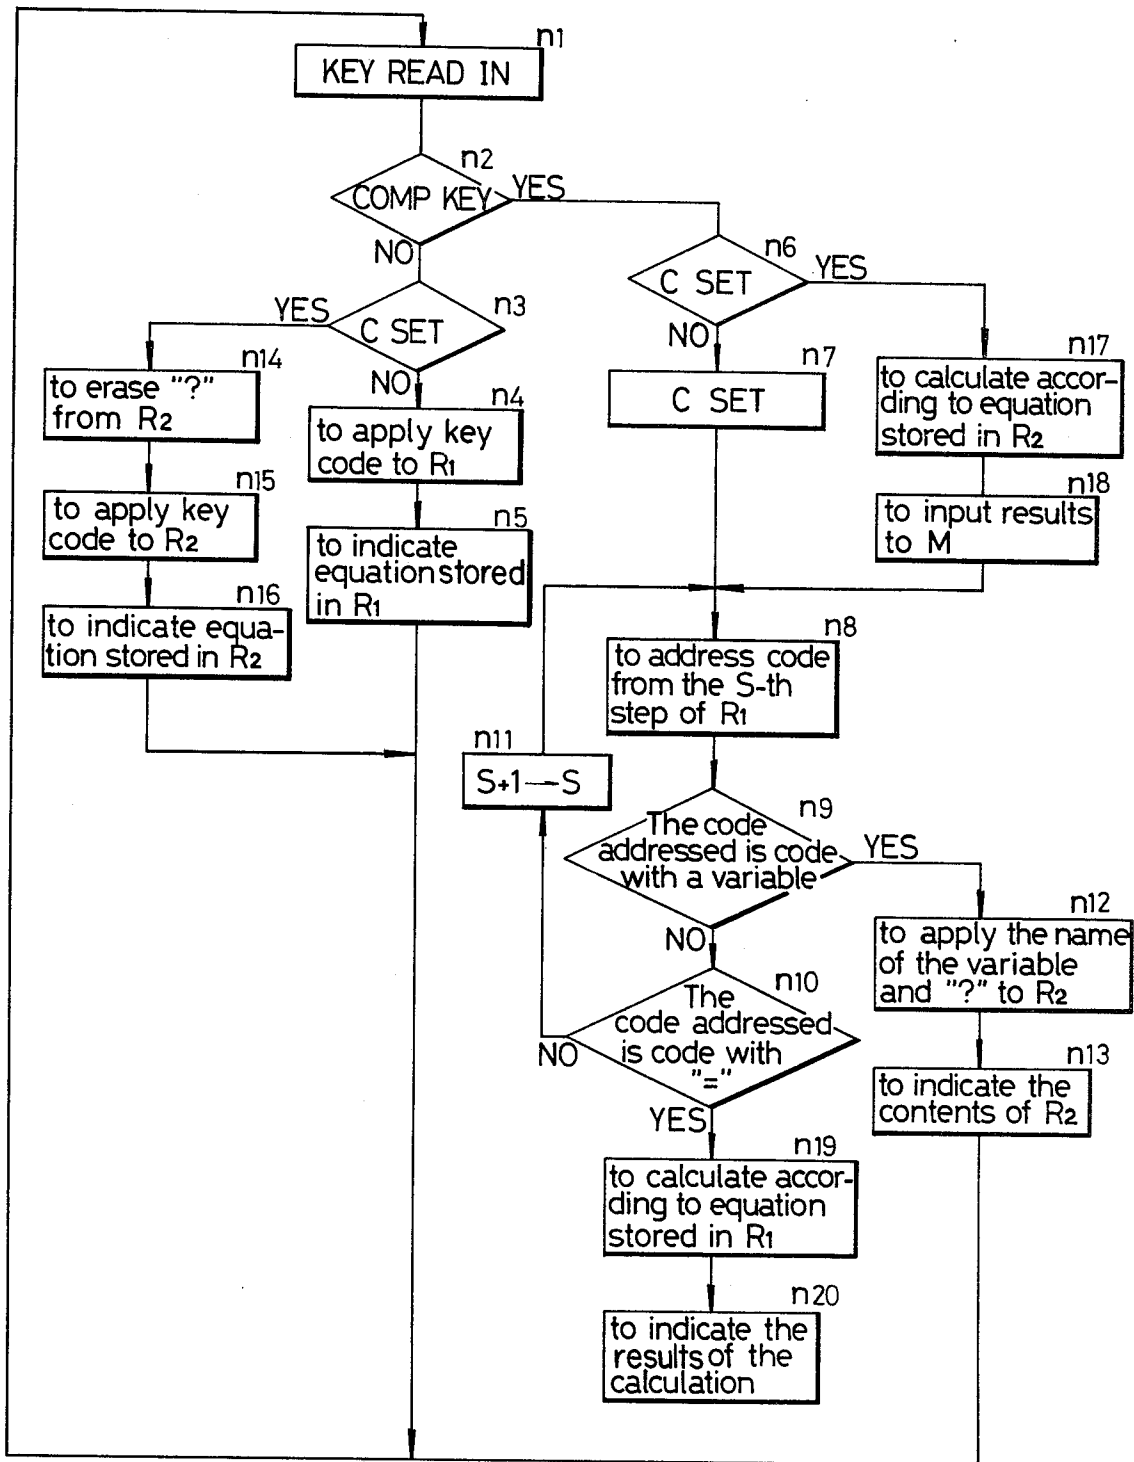 n1
KEY READ IN
n2
COMP KEY
YES
NO
n6
C SET
YES
NO
n3
C SET
YES
NO
n14
to erase "?"
from R2
n4
to apply key
code to R1
n7
C SET
n17
to calculate accor-
ding to equation
stored in R2
n15
to apply key
code to R2
n5
to indicate
equation stored
in R1
n18
to input results
to M
n16
to indicate equa-
tion stored in R2
n8
to address code
from the S-th
step of R1
n11
S+1→S
n9
The code
addressed is code
with a variable
YES
NO
n12
to apply the name
of the variable
and "?" to R2
n10
The
code addressed
is code with
"="
NO
YES
n13
to indicate the
contents of R2
n19
to calculate accor-
ding to equation
stored in R1
n20
to indicate the
results of the
calculation